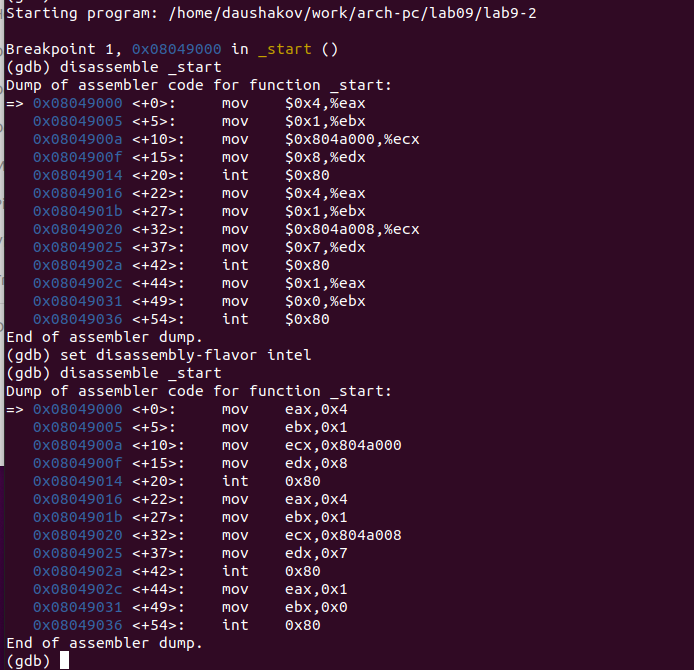 (gdb)
Starting program: /home/daushakov/work/arch-pc/lab09/lab9-2
Breakpoint 1, 0x08049000 in _start ()
(gdb) disassemble _start
Dump of assembler code for function _start:
=> 0x08049000 <+0>:     mov    $0x4,%eax
   0x08049005 <+5>:     mov    $0x1,%ebx
   0x0804900a <+10>:    mov    $0x804a000,%ecx
   0x0804900f <+15>:    mov    $0x8,%edx
   0x08049014 <+20>:    int    $0x80
   0x08049016 <+22>:    mov    $0x4,%eax
   0x0804901b <+27>:    mov    $0x1,%ebx
   0x08049020 <+32>:    mov    $0x804a008,%ecx
   0x08049025 <+37>:    mov    $0x7,%edx
   0x0804902a <+42>:    int    $0x80
   0x0804902c <+44>:    mov    $0x1,%eax
   0x08049031 <+49>:    mov    $0x0,%ebx
   0x08049036 <+54>:    int    $0x80
End of assembler dump.
(gdb) set disassembly-flavor intel
(gdb) disassemble _start
Dump of assembler code for function _start:
=> 0x08049000 <+0>:     mov    eax,0x4
   0x08049005 <+5>:     mov    ebx,0x1
   0x0804900a <+10>:    mov    ecx,0x804a000
   0x0804900f <+15>:    mov    edx,0x8
   0x08049014 <+20>:    int    0x80
   0x08049016 <+22>:    mov    eax,0x4
   0x0804901b <+27>:    mov    ebx,0x1
   0x08049020 <+32>:    mov    ecx,0x804a008
   0x08049025 <+37>:    mov    edx,0x7
   0x0804902a <+42>:    int    0x80
   0x0804902c <+44>:    mov    eax,0x1
   0x08049031 <+49>:    mov    ebx,0x0
   0x08049036 <+54>:    int    0x80
End of assembler dump.
(gdb)